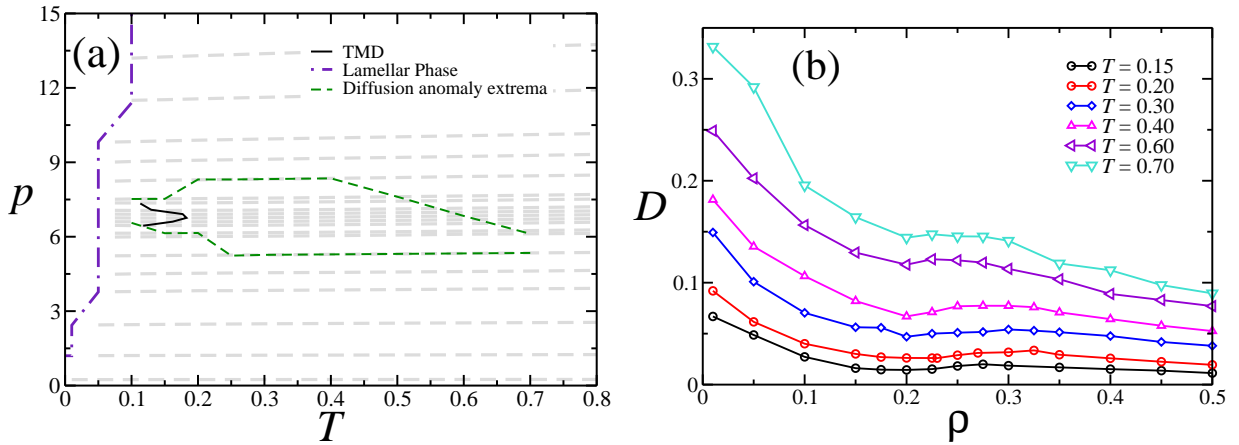 (a)
TMD
Lamellar Phase
Diffusion anomaly extrema
15
12
9
6
3
0
p
0
0.1
0.2
0.3
0.4
0.5
0.6
0.7
0.8
T
(b)
T = 0.15
T = 0.20
T = 0.30
T = 0.40
T = 0.60
T = 0.70
0.3
0.2
0.1
0
D
0
0.1
0.2
0.3
0.4
0.5
ρ